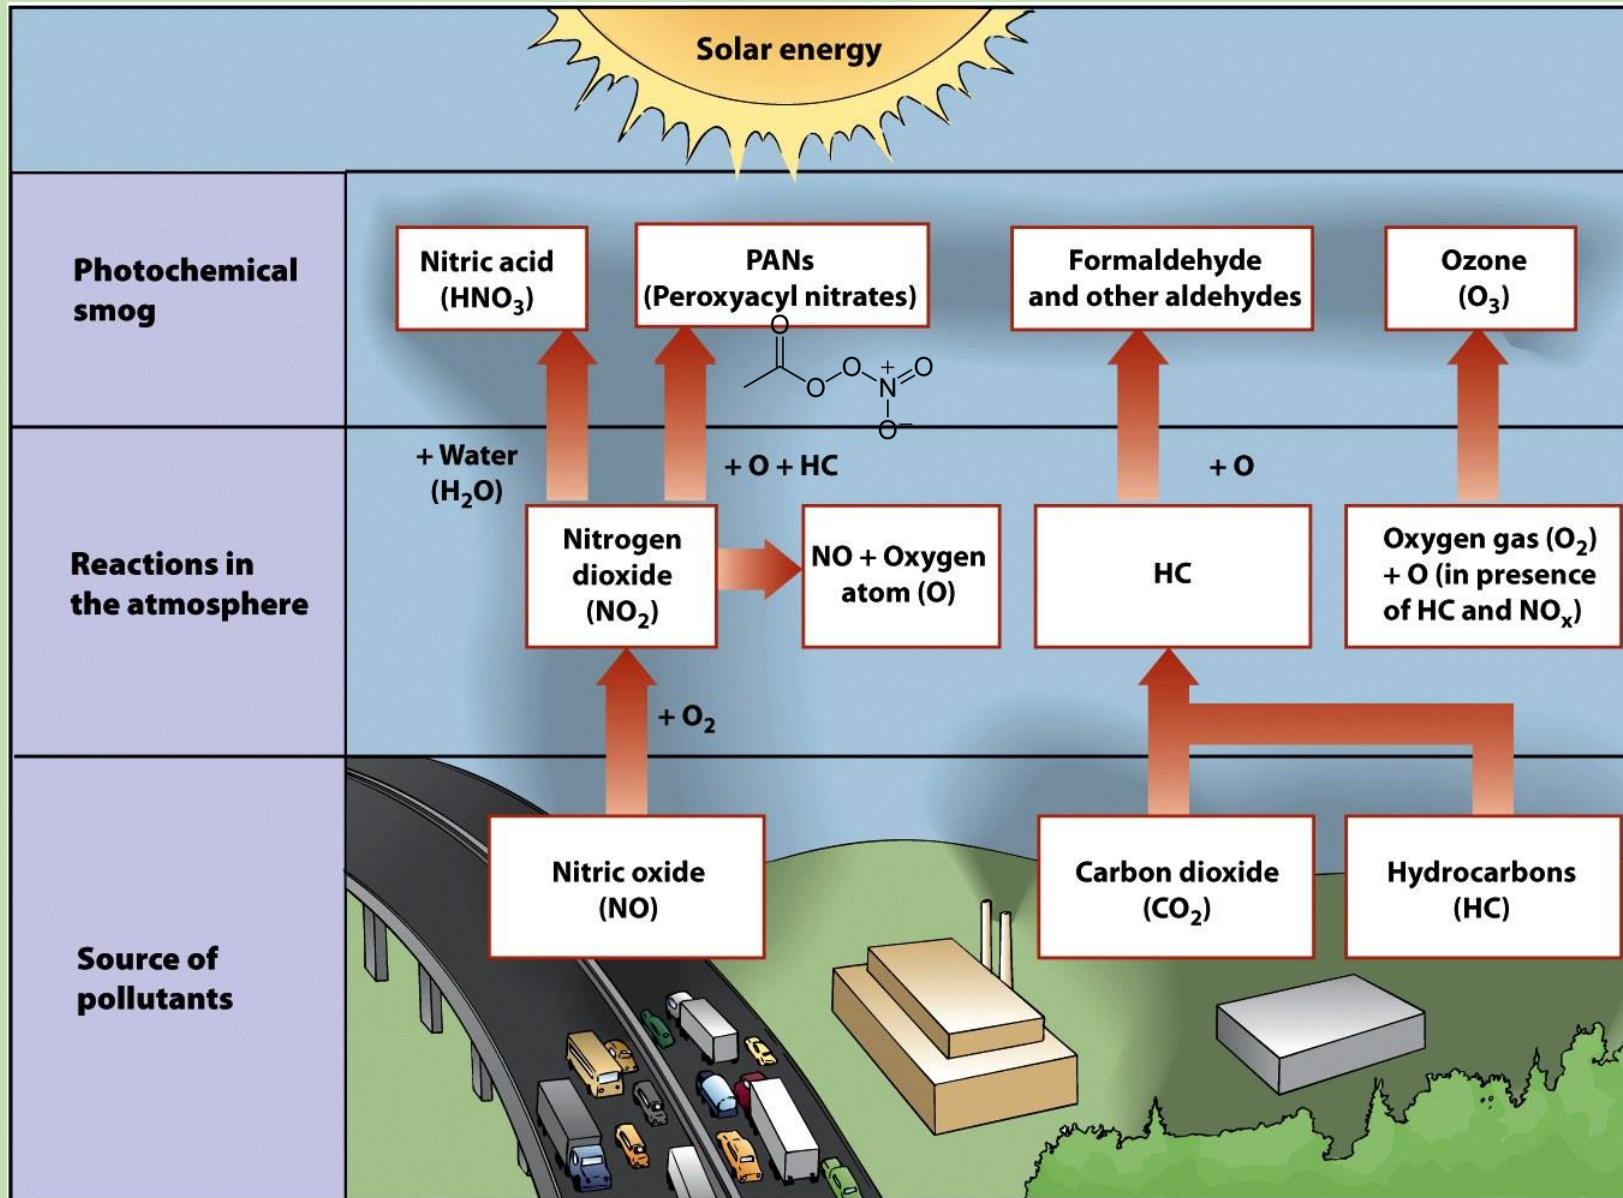 Solar energy
Photochemical
smog
Nitric acid
(HNO₃)
PANs
(Peroxyacyl nitrates)
Formaldehyde
and other aldehydes
Ozone
(O₃)
O
O
O
N
+
O
O⁻
Reactions in
the atmosphere
+ Water
(H₂O)
+ O + HC
+ O
Nitrogen
dioxide
(NO₂)
NO + Oxygen
atom (O)
HC
Oxygen gas (O₂)
+ O (in presence
of HC and NOₓ)
+ O₂
Source of
pollutants
Nitric oxide
(NO)
Carbon dioxide
(CO₂)
Hydrocarbons
(HC)